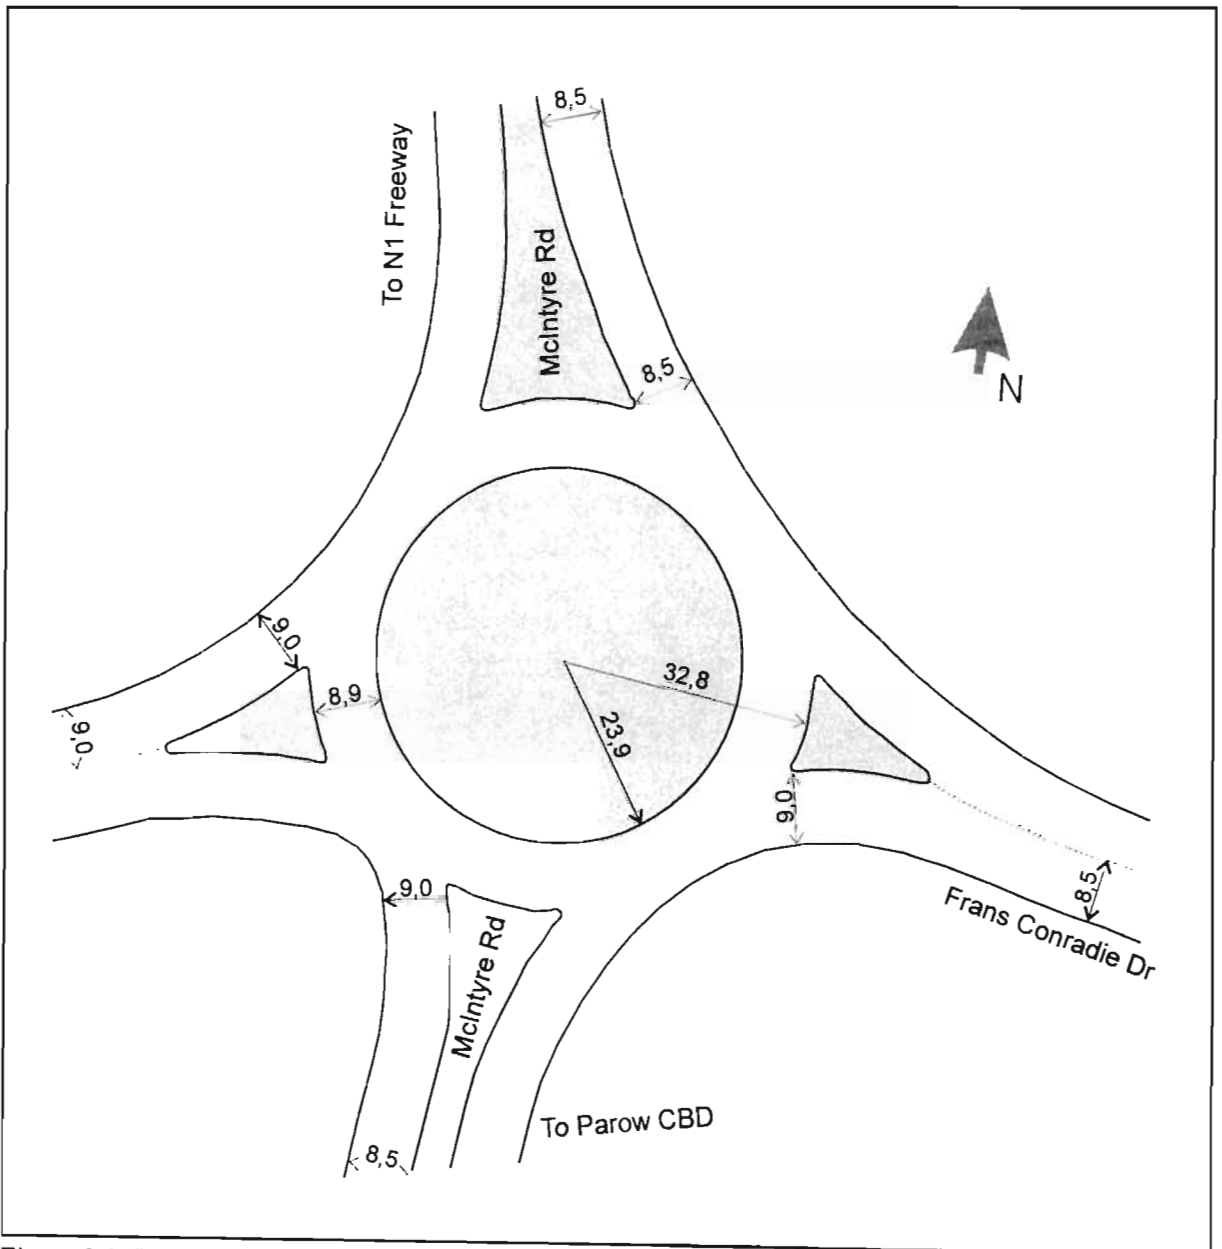 8,5
To N1 Freeway
McIntyre Rd
8,5
N
9,0
8,9
32,8
23,9
9,0
9,0
9,0
8,5
Frans Conradie Dr
McIntyre Rd
To Parow CBD
8,5